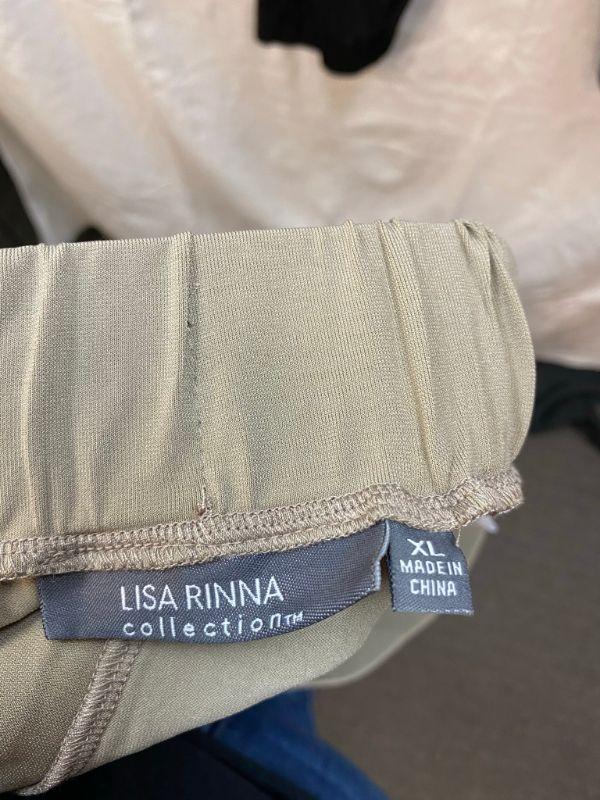 LISA RINNA
collection™
XL
MADE IN
CHINA